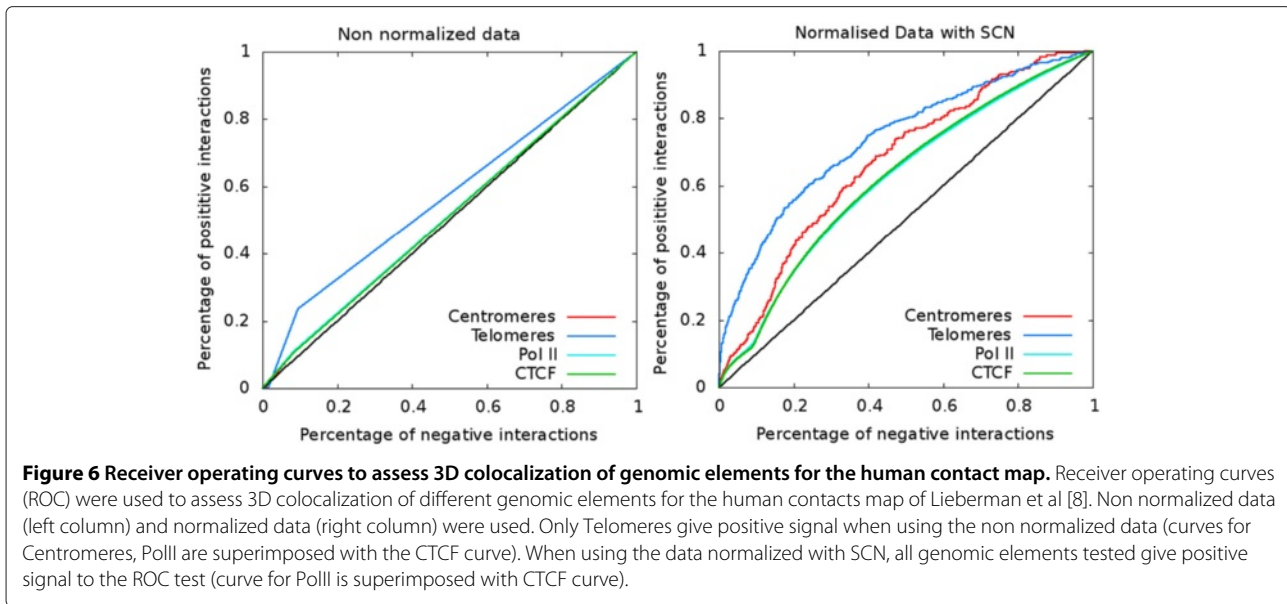 Non normalized data
Percentage of posititive interactions
1
0.8
0.6
0.4
0.2
0
Centromeres
Telomeres
Pol II
CTCF
0 0.2 0.4 0.6 0.8 1
Percentage of negative interactions
Normalised Data with SCN
Percentage of positive interactions
1
0.8
0.6
0.4
0.2
0
Centromeres
Telomeres
Pol II
CTCF
0 0.2 0.4 0.6 0.8 1
Percentage of negative interactions
Figure 6 Receiver operating curves to assess 3D colocalization of genomic elements for the human contact map. Receiver operating curves
(ROC) were used to assess 3D colocalization of different genomic elements for the human contacts map of Lieberman et al [8]. Non normalized data
(left column) and normalized data (right column) were used. Only Telomeres give positive signal when using the non normalized data (curves for
Centromeres, PolII are superimposed with the CTCF curve). When using the data normalized with SCN, all genomic elements tested give positive
signal to the ROC test (curve for PolII is superimposed with CTCF curve).